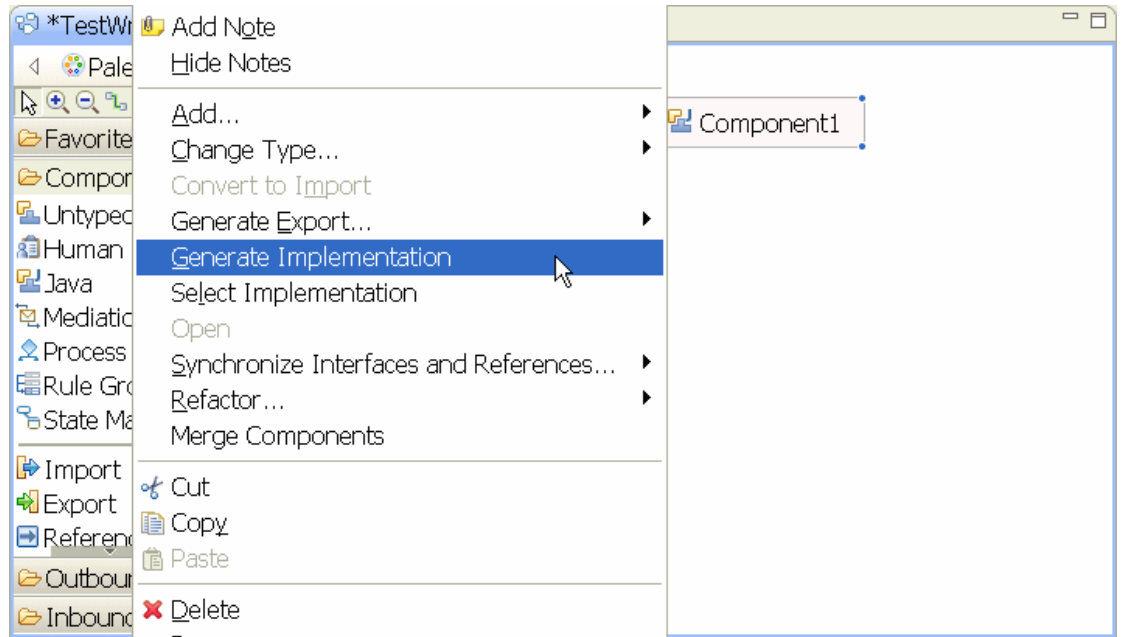 *TestWr
Add Note
Hide Notes
Pale
Add...
Favorite
Component1
Change Type...
Compor
Convert to Import
Untyped
Generate Export...
Human
Generate Implementation
Java
Select Implementation
Mediatic
Open
Process
Synchronize Interfaces and References...
Rule Gro
Refactor...
State Ma
Merge Components
Import
Cut
Export
Copy
Referenc
Paste
Outbour
Delete
Inbounc